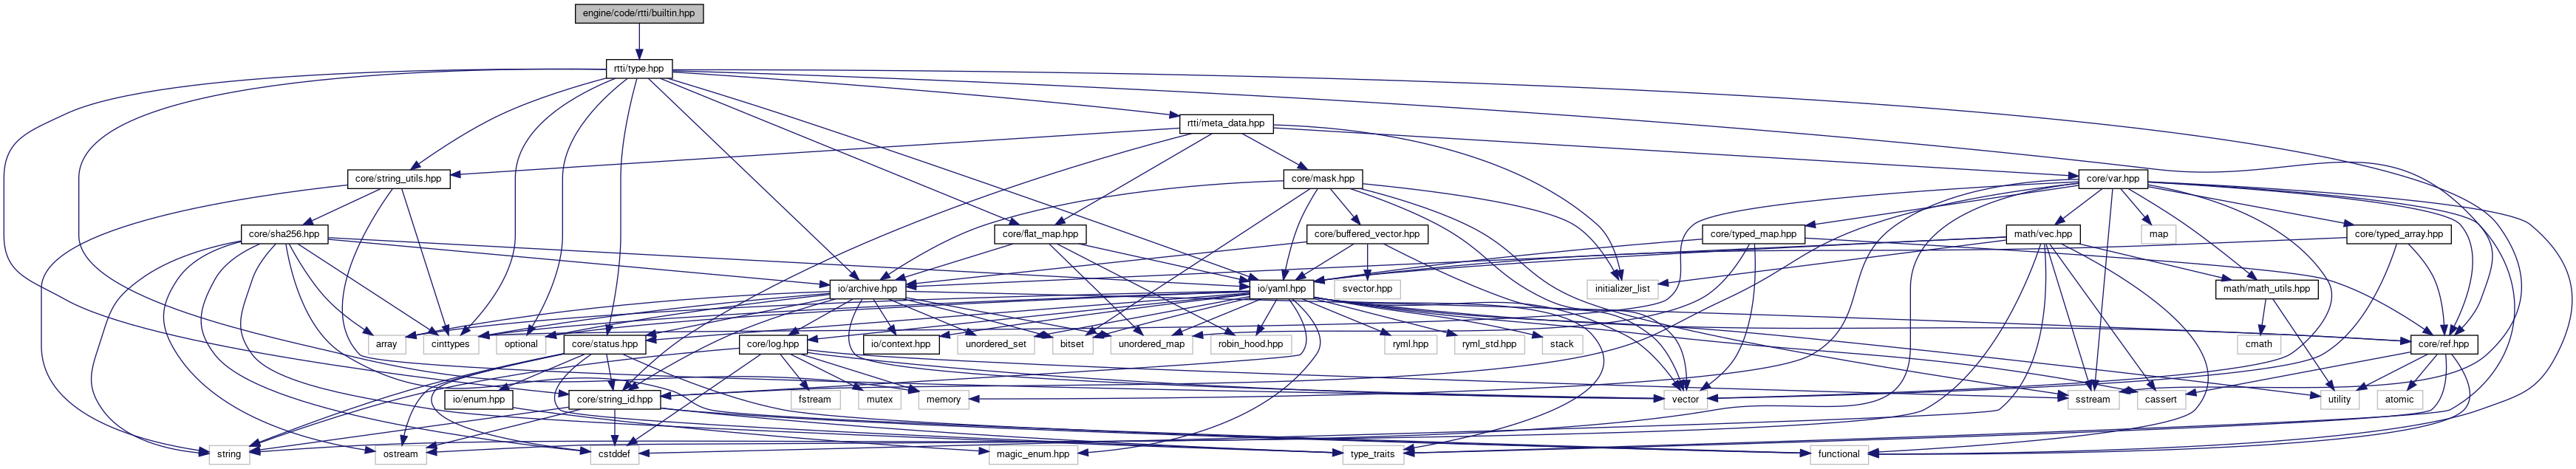 engine/code/rtti/builtin.hpp
rtti/type.hpp
rtti/meta_data.hpp
core/string_utils.hpp
core/mask.hpp
core/var.hpp
core/sha256.hpp
core/flat_map.hpp
core/buffered_vector.hpp
core/typed_map.hpp
math/vec.hpp
map
core/typed_array.hpp
io/archive.hpp
io/yaml.hpp
svector.hpp
initializer_list
math/math_utils.hpp
array
cinttypes
optional
core/status.hpp
core/log.hpp
io/context.hpp
unordered_set
bitset
unordered_map
robin_hood.hpp
ryml.hpp
ryml_std.hpp
stack
cmath
core/ref.hpp
io/enum.hpp
core/string_id.hpp
fstream
mutex
memory
vector
sstream
cassert
utility
atomic
string
ostream
cstddef
magic_enum.hpp
type_traits
functional